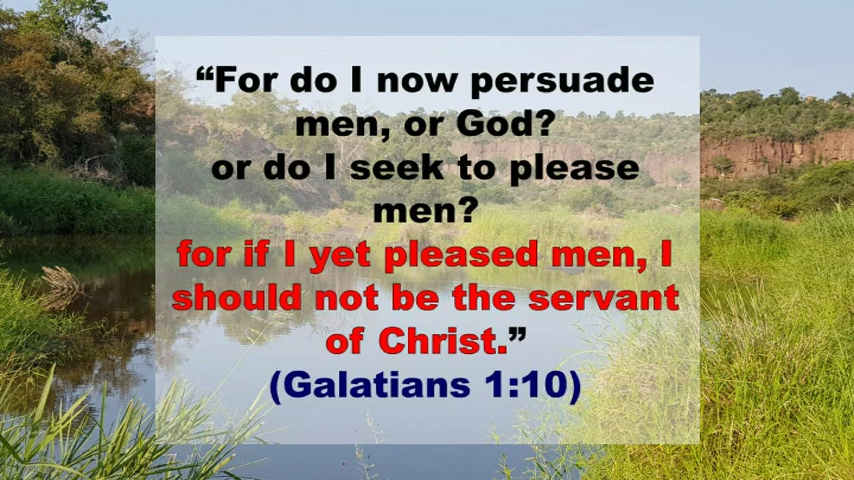 “For do I now persuade
men, or God?
or do I seek to please
men?
for if I yet pleased men, I
should not be the servant
of Christ.”
(Galatians 1:10)